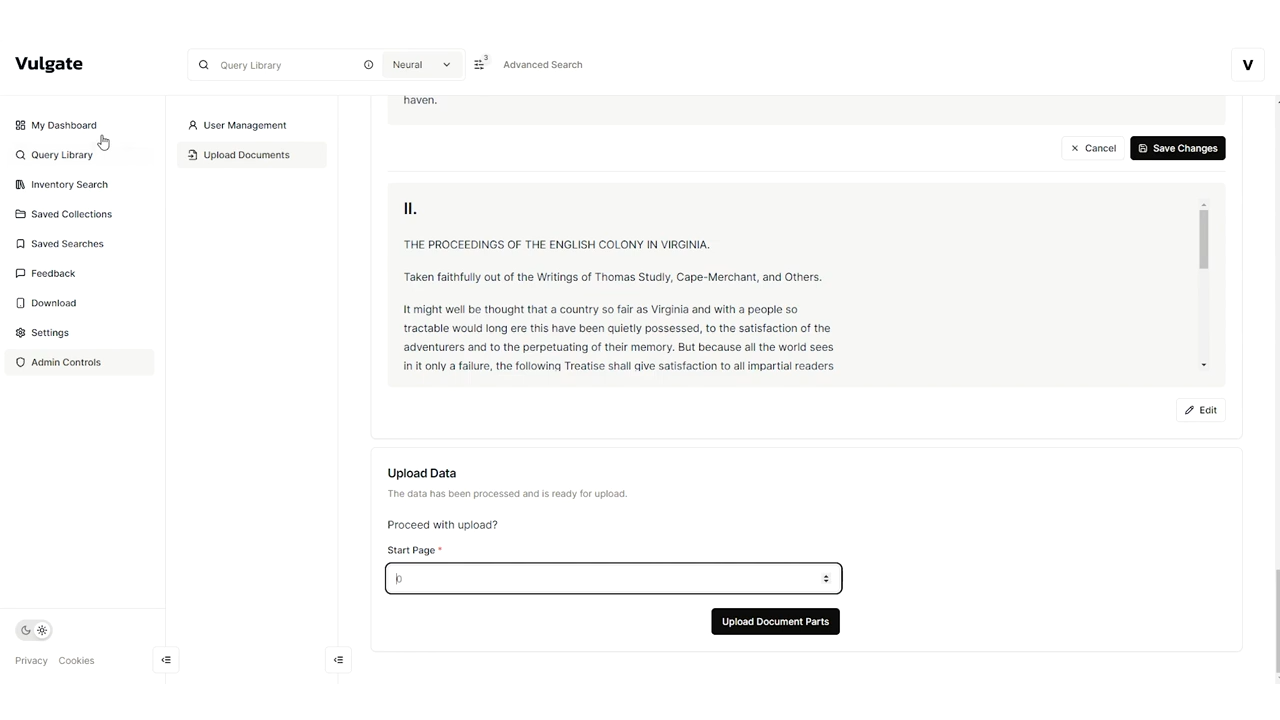 Vulgate
Query Library
Neural
3
Advanced Search
V
My Dashboard
Query Library
Inventory Search
Saved Collections
Saved Searches
Feedback
Download
Settings
Admin Controls
Privacy Cookies
User Management
Upload Documents
haven.
Cancel
Save Changes
II.
THE PROCEEDINGS OF THE ENGLISH COLONY IN VIRGINIA.
Taken faithfully out of the Writings of Thomas Studly, Cape-Merchant, and Others.
It might well be thought that a country so fair as Virginia and with a people so
tractable would long ere this have been quietly possessed, to the satisfaction of the
adventurers and to the perpetuating of their memory. But because all the world sees
in it only a failure, the following Treatise shall give satisfaction to all impartial readers
Edit
Upload Data
The data has been processed and is ready for upload.
Proceed with upload?
Start Page *
0
Upload Document Parts